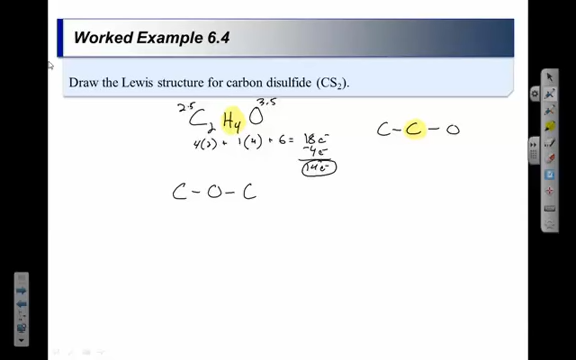 Worked Example 6.4
Draw the Lewis structure for carbon disulfide (CS₂).
2.5 3.5
C₂ H₄ O
4(2) + 1(4) + 6 = 18e⁻
-4e⁻
14e⁻
C - C - O
C - O - C